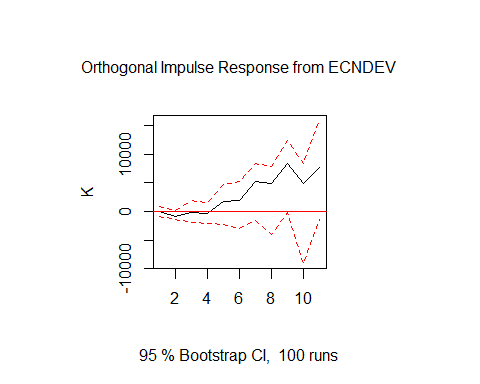 Orthogonal Impulse Response from ECNDEV
K
10000
0
-10000
2 4 6 8 10
95 % Bootstrap CI, 100 runs